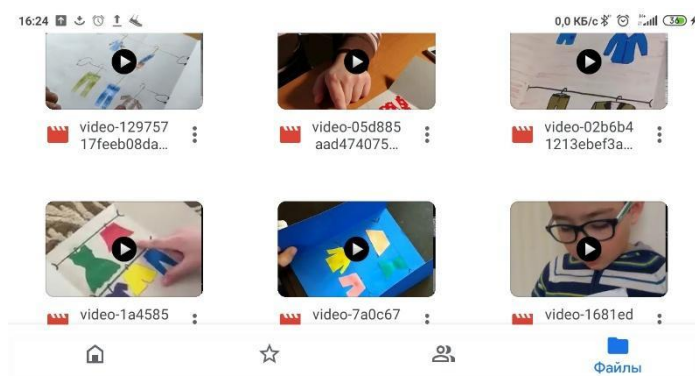 16:24
0,0 КБ/с
36
video-129757
17feeb08da...
video-05d885
aad474075...
video-02b6b4
1213ebef3a...
video-1a4585
video-7a0c67
video-1681ed
Файлы